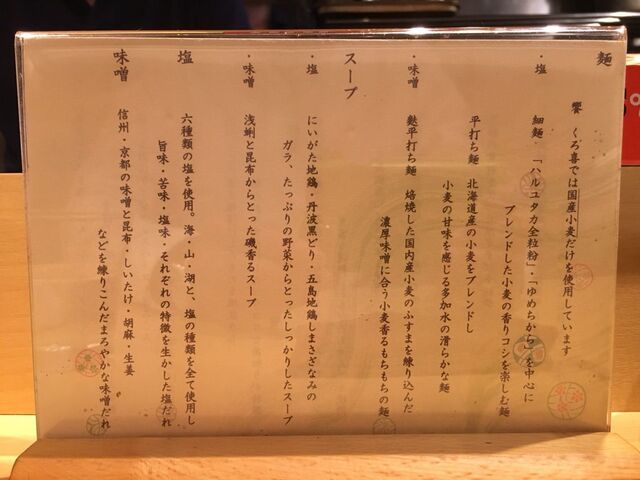 麺
饗 くろ喜では国産小麦だけを使用しています
・塩
細麺 「ハルユタカ全粒粉」・「ゆめちから」を中心に
ブレンドした小麦の香りコシを楽しむ麺
平打ち麺 北海道産の小麦をブレンドし
小麦の甘味を感じる多加水の滑らかな麺
・味噌
麩平打ち麺 焙焼した国内産小麦のふすまを練り込んだ
濃厚味噌に合う小麦香るもちもちの麺
スープ
・塩
にいがた地鶏・丹波黒どり・五島地鶏しまさざなみの
ガラ、たっぷりの野菜からとったしっかりしたスープ
・味噌
浅蜊と昆布からとった磯香るスープ
塩
六種類の塩を使用。海・山・湖と、塩の種類を全て使用し
旨味・苦味・塩味・それぞれの特徴を生かした塩だれ
味噌
信州・京都の味噌と昆布・しいたけ・胡麻・生姜
などを練りこんだまろやかな味噌だれ